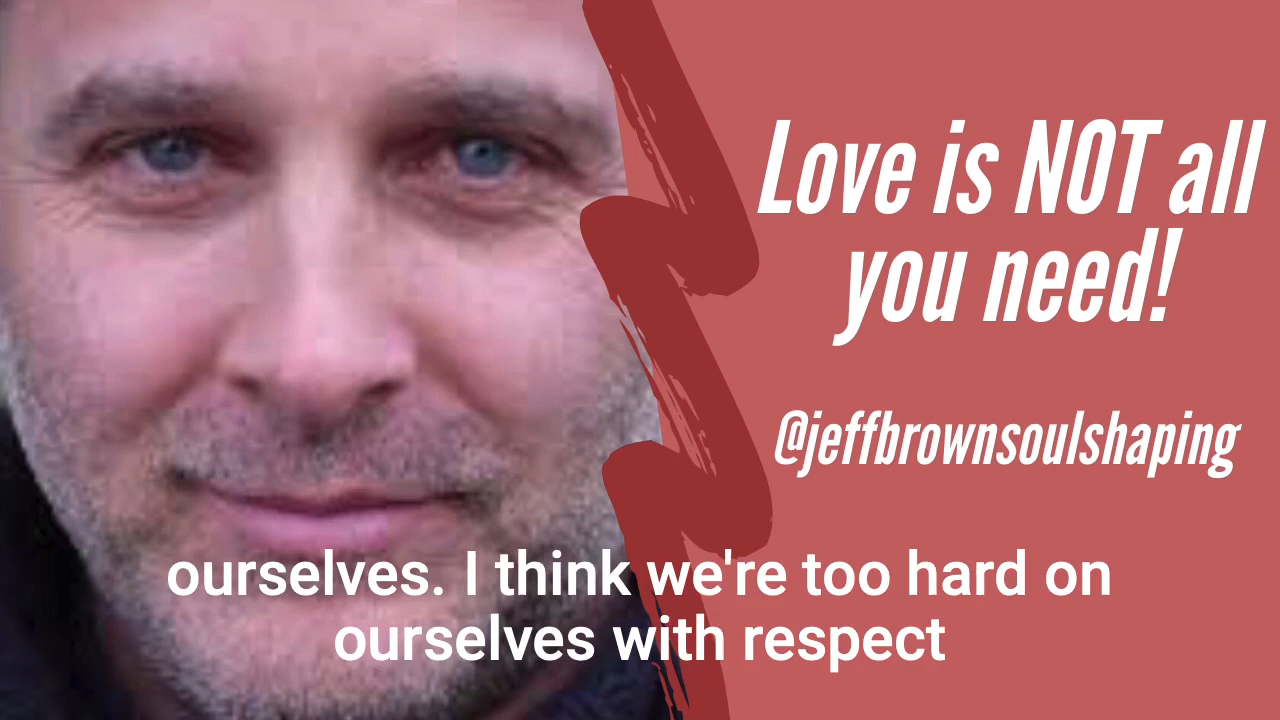 Love is NOT all
you need!
@jeffbrownsoulshaping
ourselves. I think we're too hard on
ourselves with respect